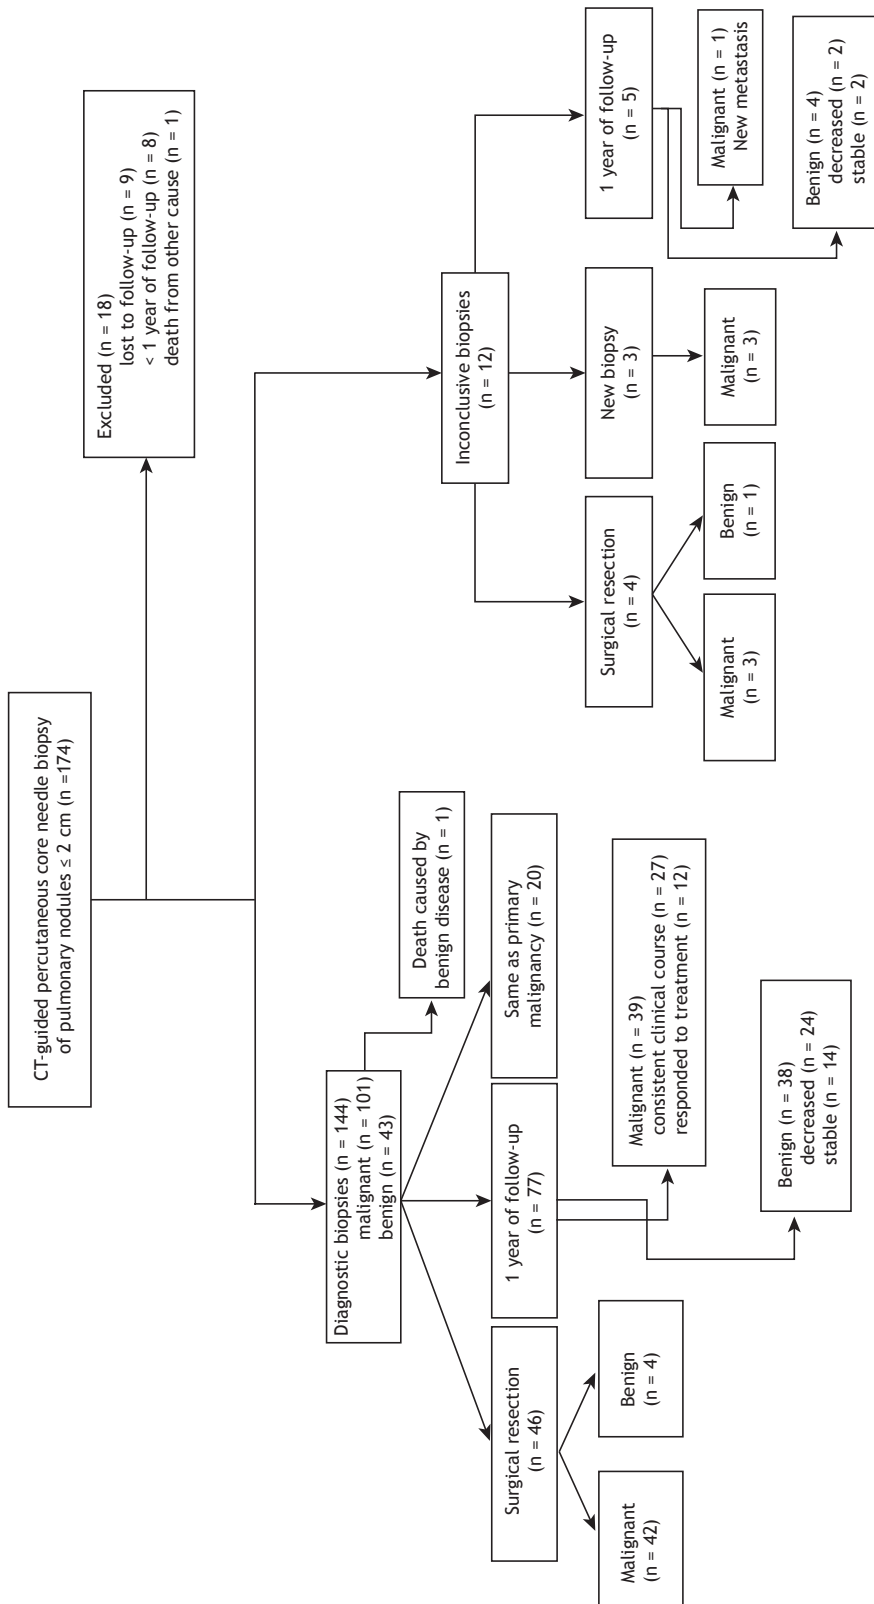 CT-guided percutaneous core needle biopsy
of pulmonary nodules ≤ 2 cm (n =174)
Excluded (n = 18)
lost to follow-up (n = 9)
< 1 year of follow-up (n = 8)
death from other cause (n = 1)
Diagnostic biopsies (n = 144)
malignant (n = 101)
benign (n = 43)
Death caused by
benign disease (n = 1)
Surgical resection
(n = 46)
1 year of follow-up
(n = 77)
Same as primary
malignancy (n = 20)
Malignant
(n = 42)
Benign
(n = 4)
Malignant (n = 39)
consistent clinical course (n = 27)
responded to treatment (n = 12)
Benign (n = 38)
decreased (n = 24)
stable (n = 14)
Inconclusive biopsies
(n = 12)
Surgical resection
(n = 4)
New biopsy
(n = 3)
1 year of follow-up
(n = 5)
Malignant
(n = 3)
Benign
(n = 1)
Malignant
(n = 3)
Malignant (n = 1)
New metastasis
Benign (n = 4)
decreased (n = 2)
stable (n = 2)